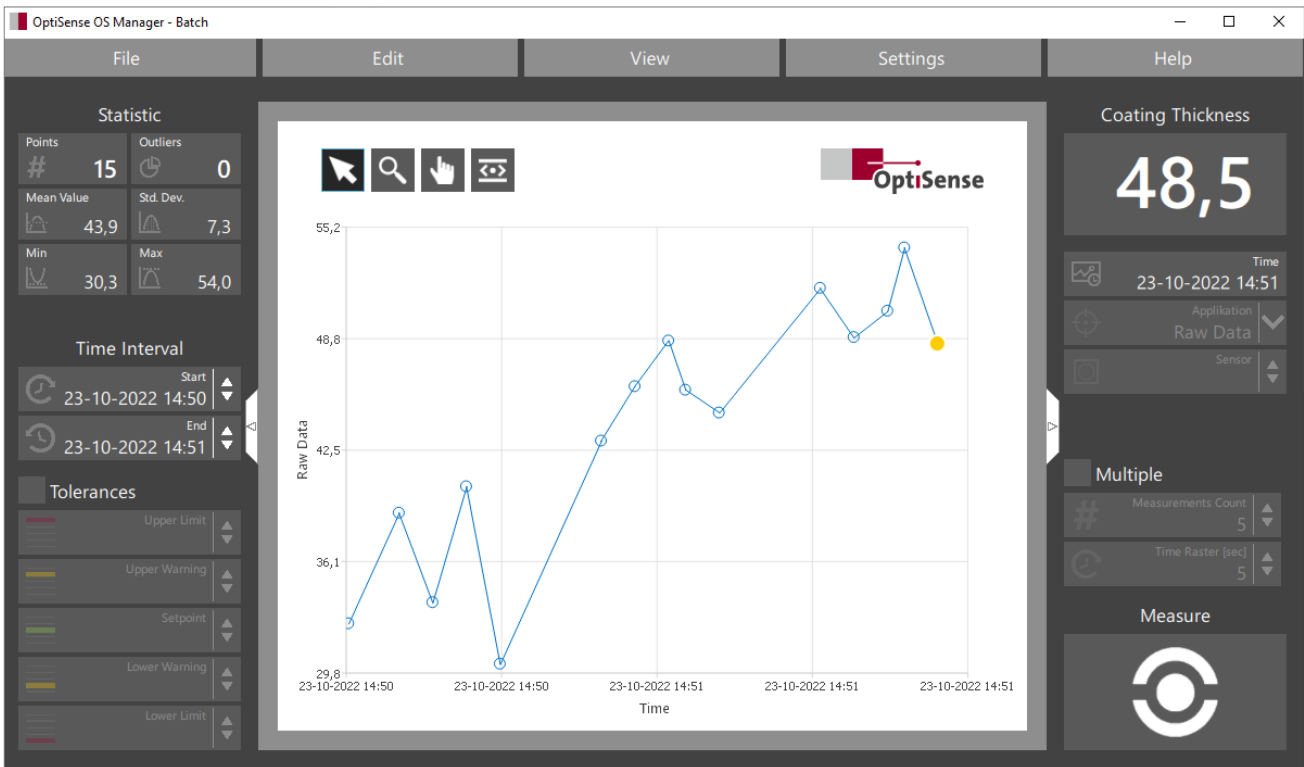 OptiSense OS Manager - Batch
File
Edit
View
Settings
Help
Statistic
Points
# 15
Outliers
0
Mean Value
43,9
Std. Dev.
7,3
Min
30,3
Max
54,0
Time Interval
Start
23-10-2022 14:50
End
23-10-2022 14:51
Tolerances
Upper Limit
Upper Warning
Setpoint
Lower Warning
Lower Limit
OptiSense
55,2
48,8
42,5
36,1
29,8
Raw Data
23-10-2022 14:50
23-10-2022 14:50
23-10-2022 14:51
23-10-2022 14:51
23-10-2022 14:51
Time
Coating Thickness
48,5
Time
23-10-2022 14:51
Applikation
Raw Data
Sensor
Multiple
Measurements Count
# 5
Time Raster [sec]
5
Measure